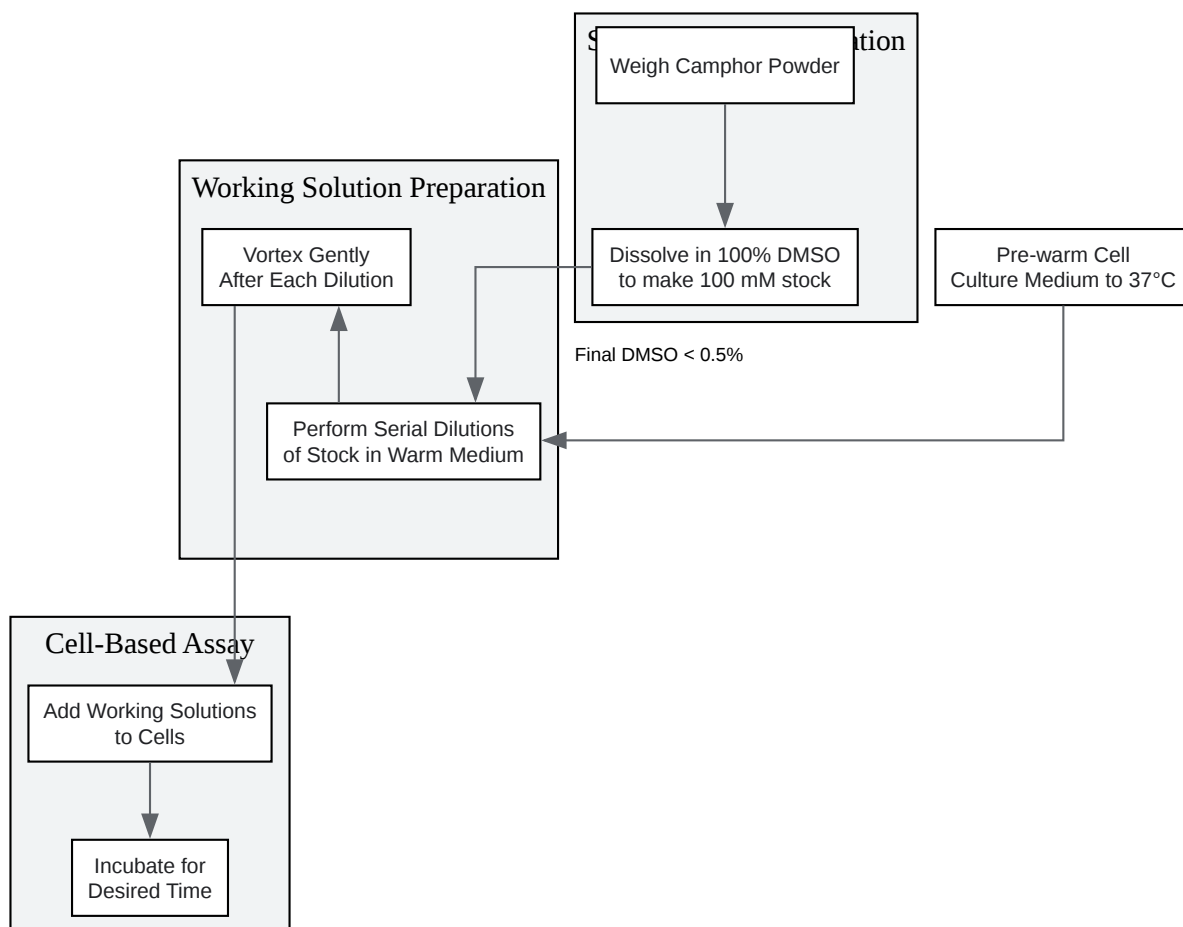 Weigh Camphor Powder
Working Solution Preparation
Vortex Gently
After Each Dilution
Dissolve in 100% DMSO
to make 100 mM stock
Pre-warm Cell
Culture Medium to 37°C
Final DMSO < 0.5%
Perform Serial Dilutions
of Stock in Warm Medium
Cell-Based Assay
Add Working Solutions
to Cells
Incubate for
Desired Time